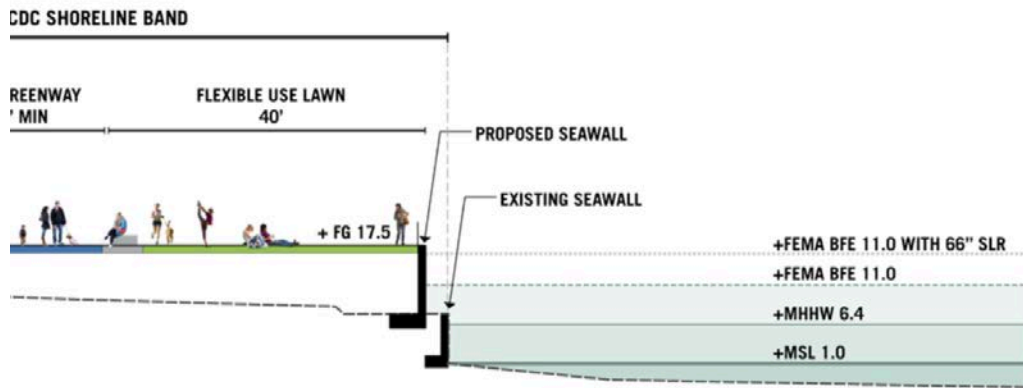 CDC SHORELINE BAND
REENWAY
' MIN
FLEXIBLE USE LAWN
40'
PROPOSED SEAWALL
EXISTING SEAWALL
+ FG 17.5
+FEMA BFE 11.0 WITH 66" SLR
+FEMA BFE 11.0
+MHHW 6.4
+MSL 1.0